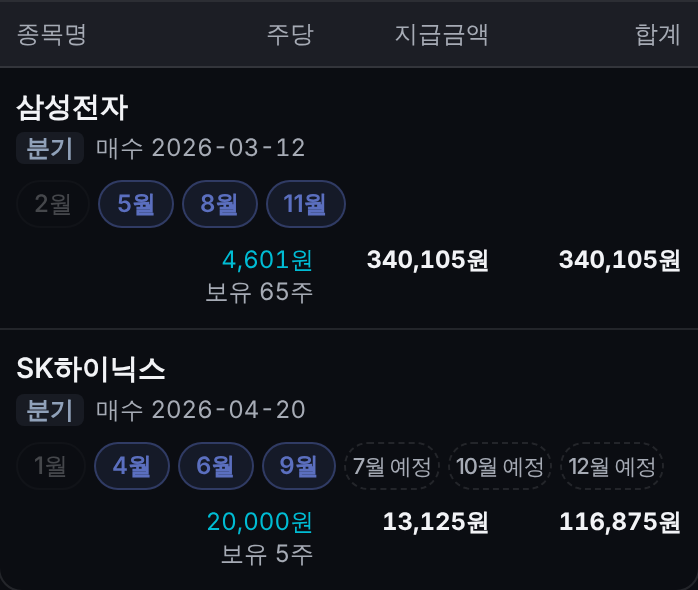 종목명 주당 지급금액 합계
삼성전자
분기 매수 2026-03-12
2월 5월 8월 11월
4,601원 340,105원 340,105원
보유 65주
SK하이닉스
분기 매수 2026-04-20
1월 4월 6월 9월 7월 예정 10월 예정 12월 예정
20,000원 13,125원 116,875원
보유 5주